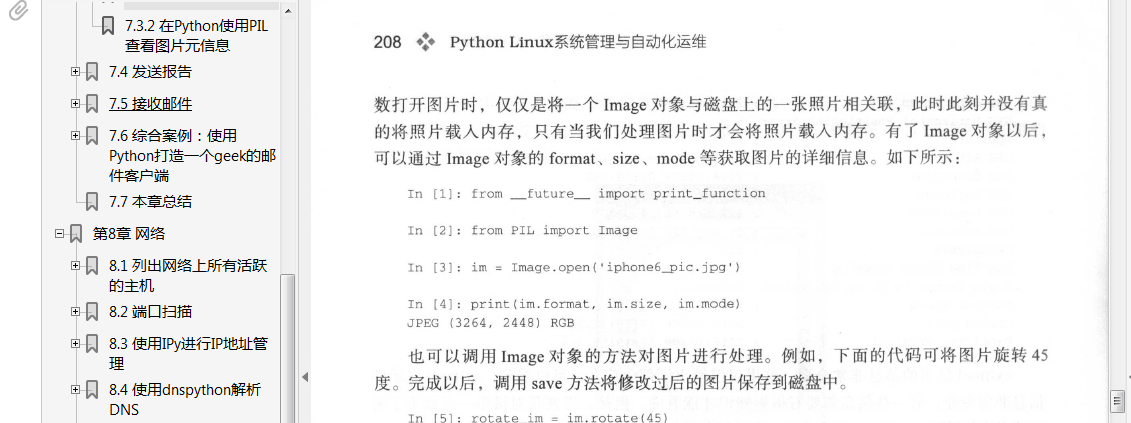 7.3.2 在Python使用PIL
查看图片元信息
7.4 发送报告
7.5 接收邮件
7.6 综合案例：使用
Python打造一个geek的邮
件客户端
7.7 本章总结
第8章 网络
8.1 列出网络上所有活跃
的主机
8.2 端口扫描
8.3 使用IPy进行IP地址管
理
8.4 使用dnspython解析
DNS
208 Python Linux系统管理与自动化运维
数打开图片时，仅仅是将一个 Image 对象与磁盘上的一张照片相关联，此时此刻并没有真
的将照片载入内存，只有当我们处理图片时才会将照片载入内存。有了 Image 对象以后，
可以通过 Image 对象的 format、size、mode 等获取图片的详细信息。如下所示：
In [1]: from __future__ import print_function
In [2]: from PIL import Image
In [3]: im = Image.open('iphone6_pic.jpg')
In [4]: print(im.format, im.size, im.mode)
JPEG (3264, 2448) RGB
也可以调用 Image 对象的方法对图片进行处理。例如，下面的代码可将图片旋转 45
度。完成以后，调用 save 方法将修改过后的图片保存到磁盘中。
In [5]: rotate_im = im.rotate(45)